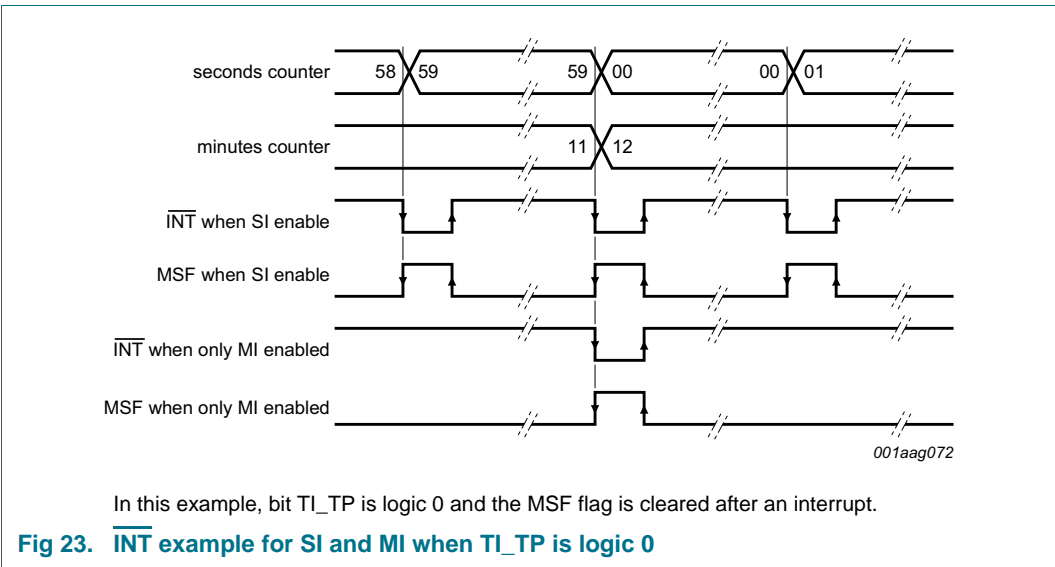 seconds counter 58 59 59 00 00 01
minutes counter 11 12
INT when SI enable
MSF when SI enable
INT when only MI enabled
MSF when only MI enabled
001aag072
In this example, bit TI_TP is logic 0 and the MSF flag is cleared after an interrupt.
Fig 23. INT example for SI and MI when TI_TP is logic 0